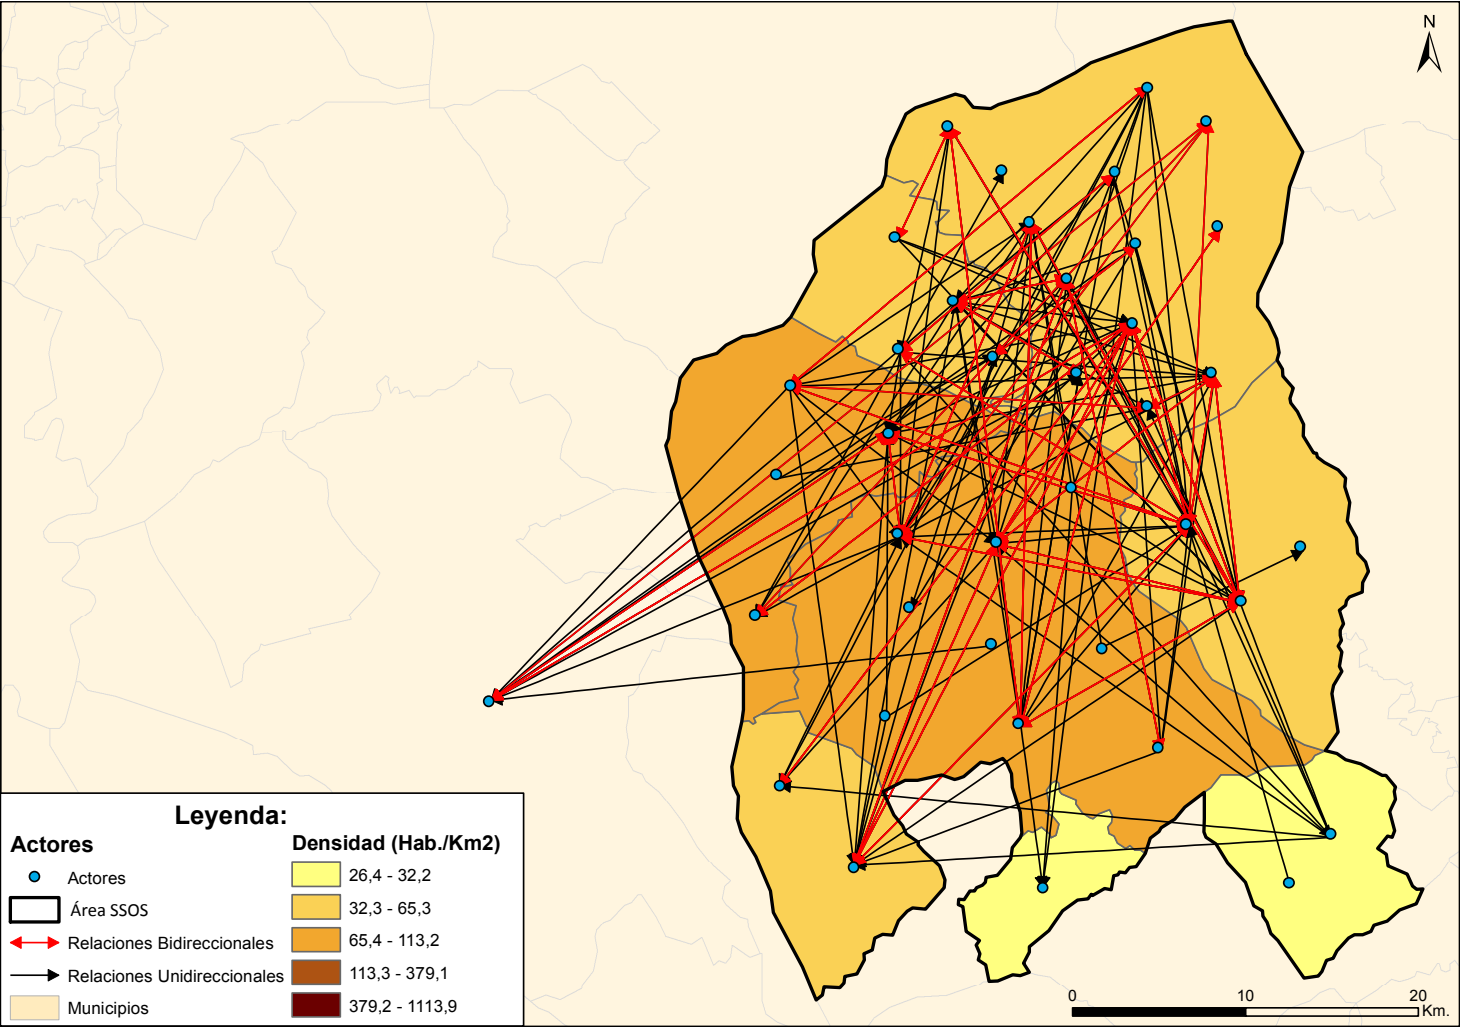 N
Leyenda:
Actores
Actores
Área SSOS
Relaciones Bidireccionales
Relaciones Unidireccionales
Municipios
Densidad (Hab./Km2)
26,4 - 32,2
32,3 - 65,3
65,4 - 113,2
113,3 - 379,1
379,2 - 1113,9
0 10 20
Km.